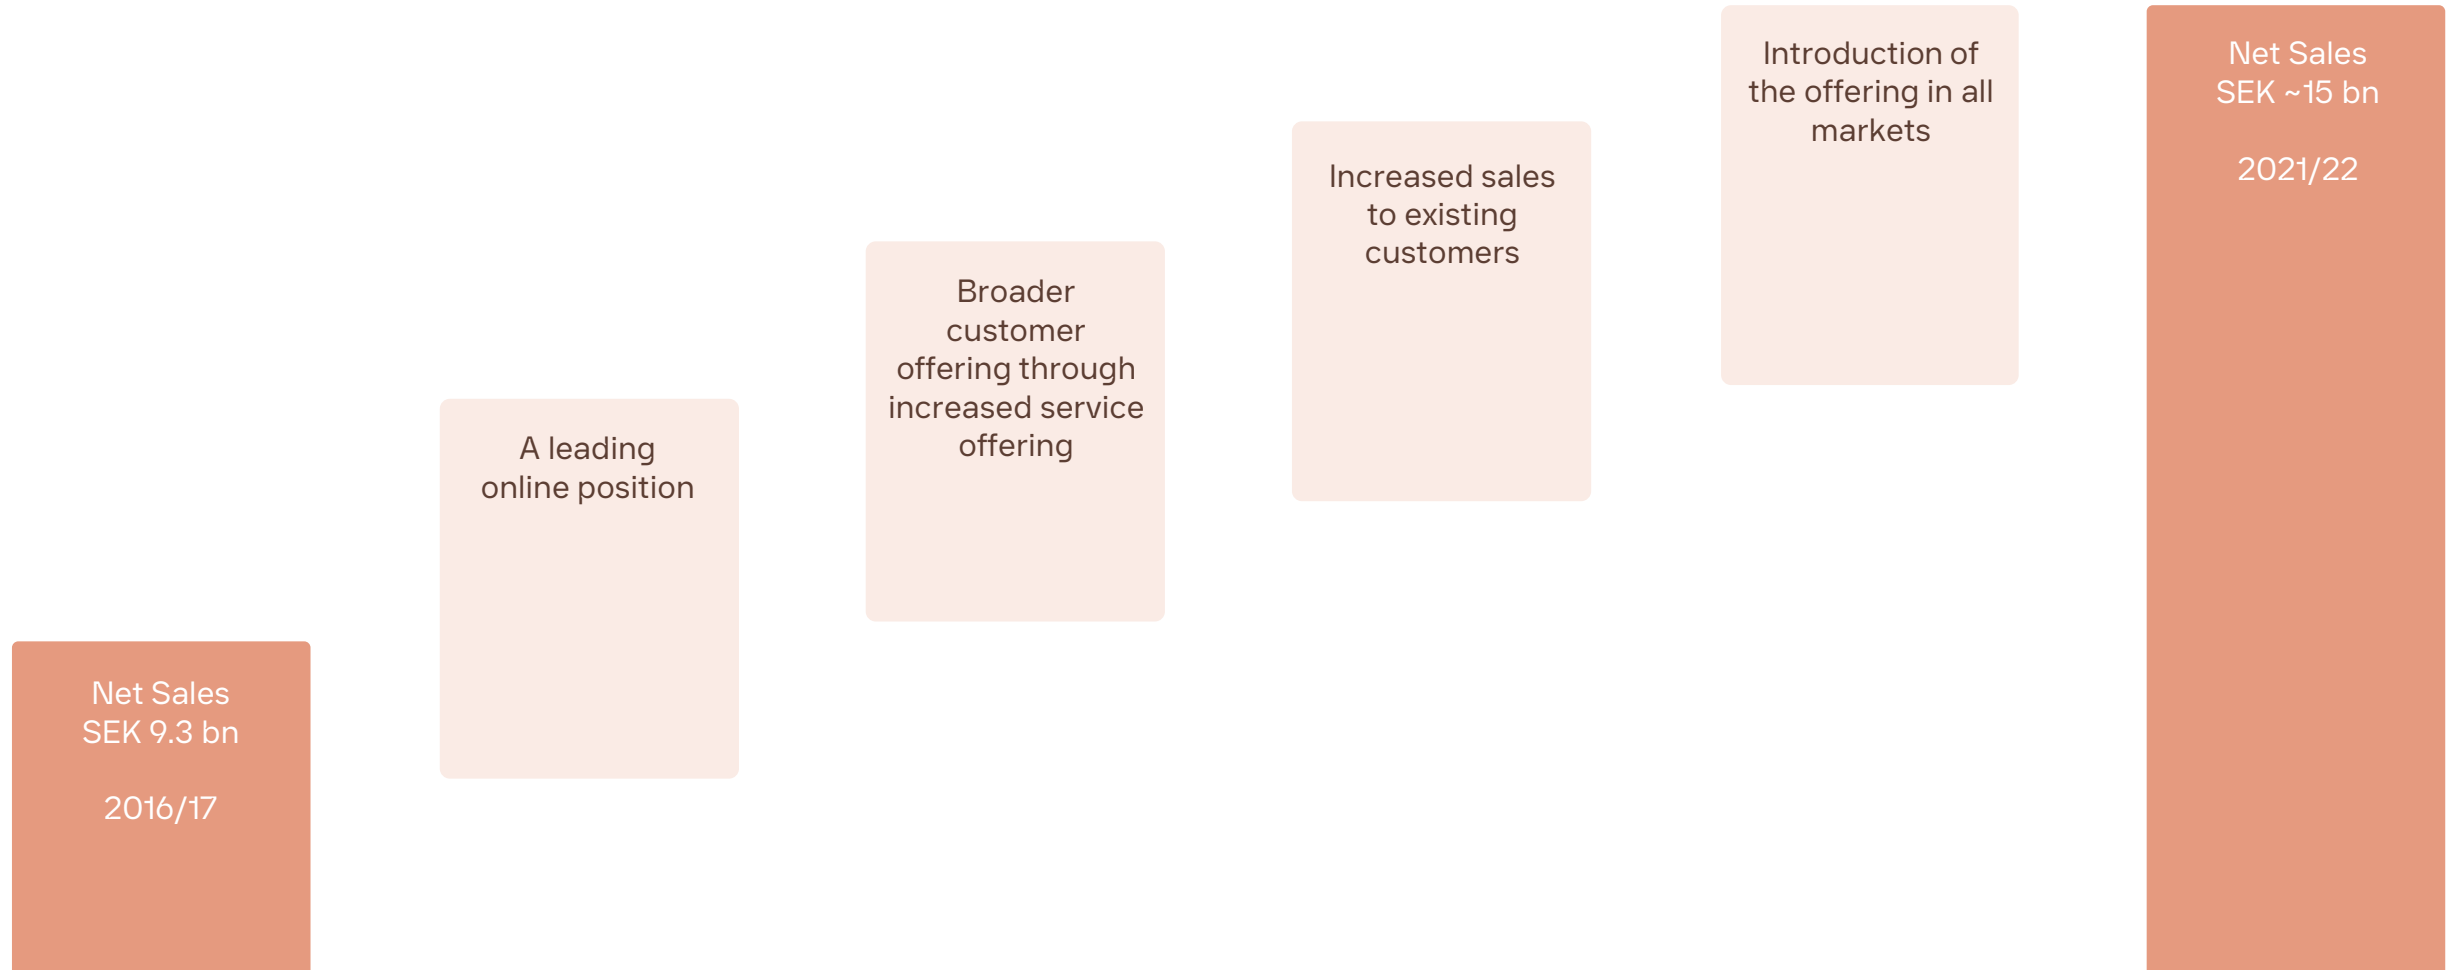 Net Sales
SEK 9.3 bn
2016/17
A leading
online position
Broader
customer
offering through
increased service
offering
Increased sales
to existing
customers
Introduction of
the offering in all
markets
Net Sales
SEK ~15 bn
2021/22